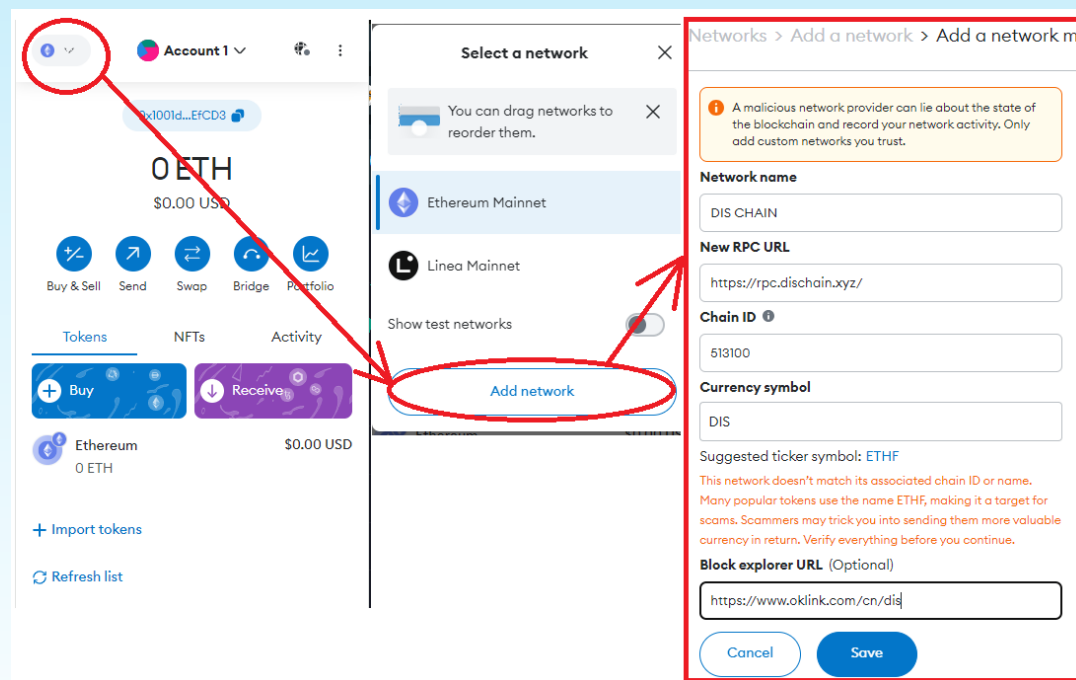 Account 1
0x1001d...EfCD3
0 ETH
$0.00 USD
Buy & Sell
Send
Swap
Bridge
Portfolio
Tokens
NFTs
Activity
Buy
Receive
Ethereum
$0.00 USD
0 ETH
+ Import tokens
Refresh list
Select a network
You can drag networks to
reorder them.
Ethereum Mainnet
Linea Mainnet
Show test networks
Add network
Networks > Add a network > Add a network m
A malicious network provider can lie about the state of
the blockchain and record your network activity. Only
add custom networks you trust.
Network name
DIS CHAIN
New RPC URL
https://rpc.dischain.xyz/
Chain ID
513100
Currency symbol
DIS
Suggested ticker symbol: ETHF
This network doesn't match its associated chain ID or name.
Many popular tokens use the name ETHF, making it a target for
scams. Scammers may trick you into sending them more valuable
currency in return. Verify everything before you continue.
Block explorer URL (Optional)
https://www.oklink.com/cn/dis
Cancel
Save